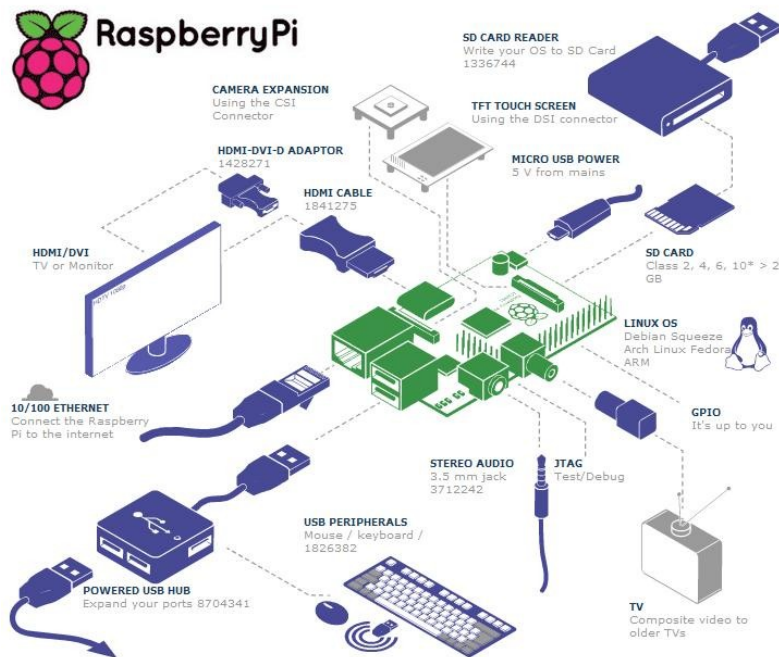 RaspberryPi
SD CARD READER
Write your OS to SD Card
1336744
CAMERA EXPANSION
Using the CSI
Connector
TFT TOUCH SCREEN
Using the DSI connector
HDMI-DVI-D ADAPTOR
1428271
MICRO USB POWER
5 V from mains
HDMI CABLE
1841275
HDMI/DVI
TV or Monitor
HDTV 1080p
SD CARD
Class 2, 4, 6, 10* > 2
GB
LINUX OS
Debian Squeeze
Arch Linux Fedora
ARM
10/100 ETHERNET
Connect the Raspberry
Pi to the internet
GPIO
It's up to you
STEREO AUDIO
3.5 mm jack
3712242
JTAG
Test/Debug
USB PERIPHERALS
Mouse / keyboard /
1826382
POWERED USB HUB
Expand your ports 8704341
TV
Composite video to
older TVs